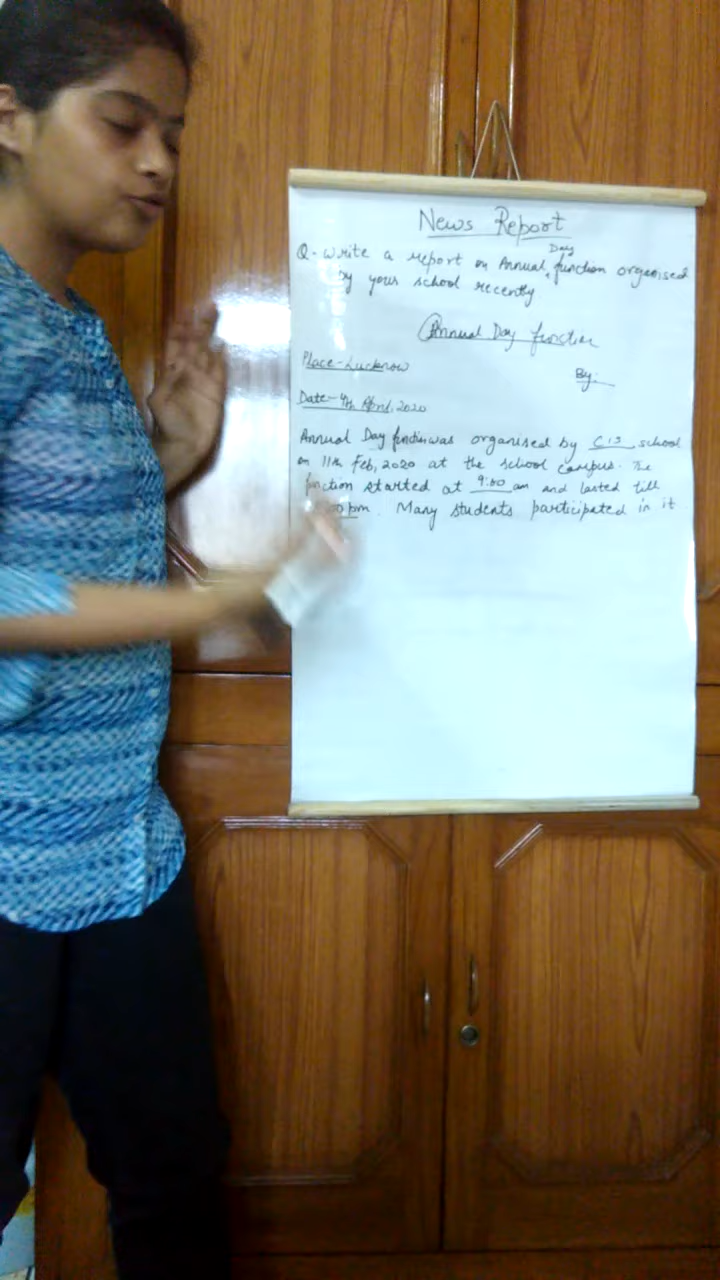 News Report
Q- Write a report on Annual Day function organised
by your school recently
Annual Day function
Place-Lucknow
By:-
Date- 4th April, 2020
Annual Day function was organised by CIS school
on 11th Feb, 2020 at the school campus. The
function started at 9:00 am and lasted till
:00 pm. Many students participated in it